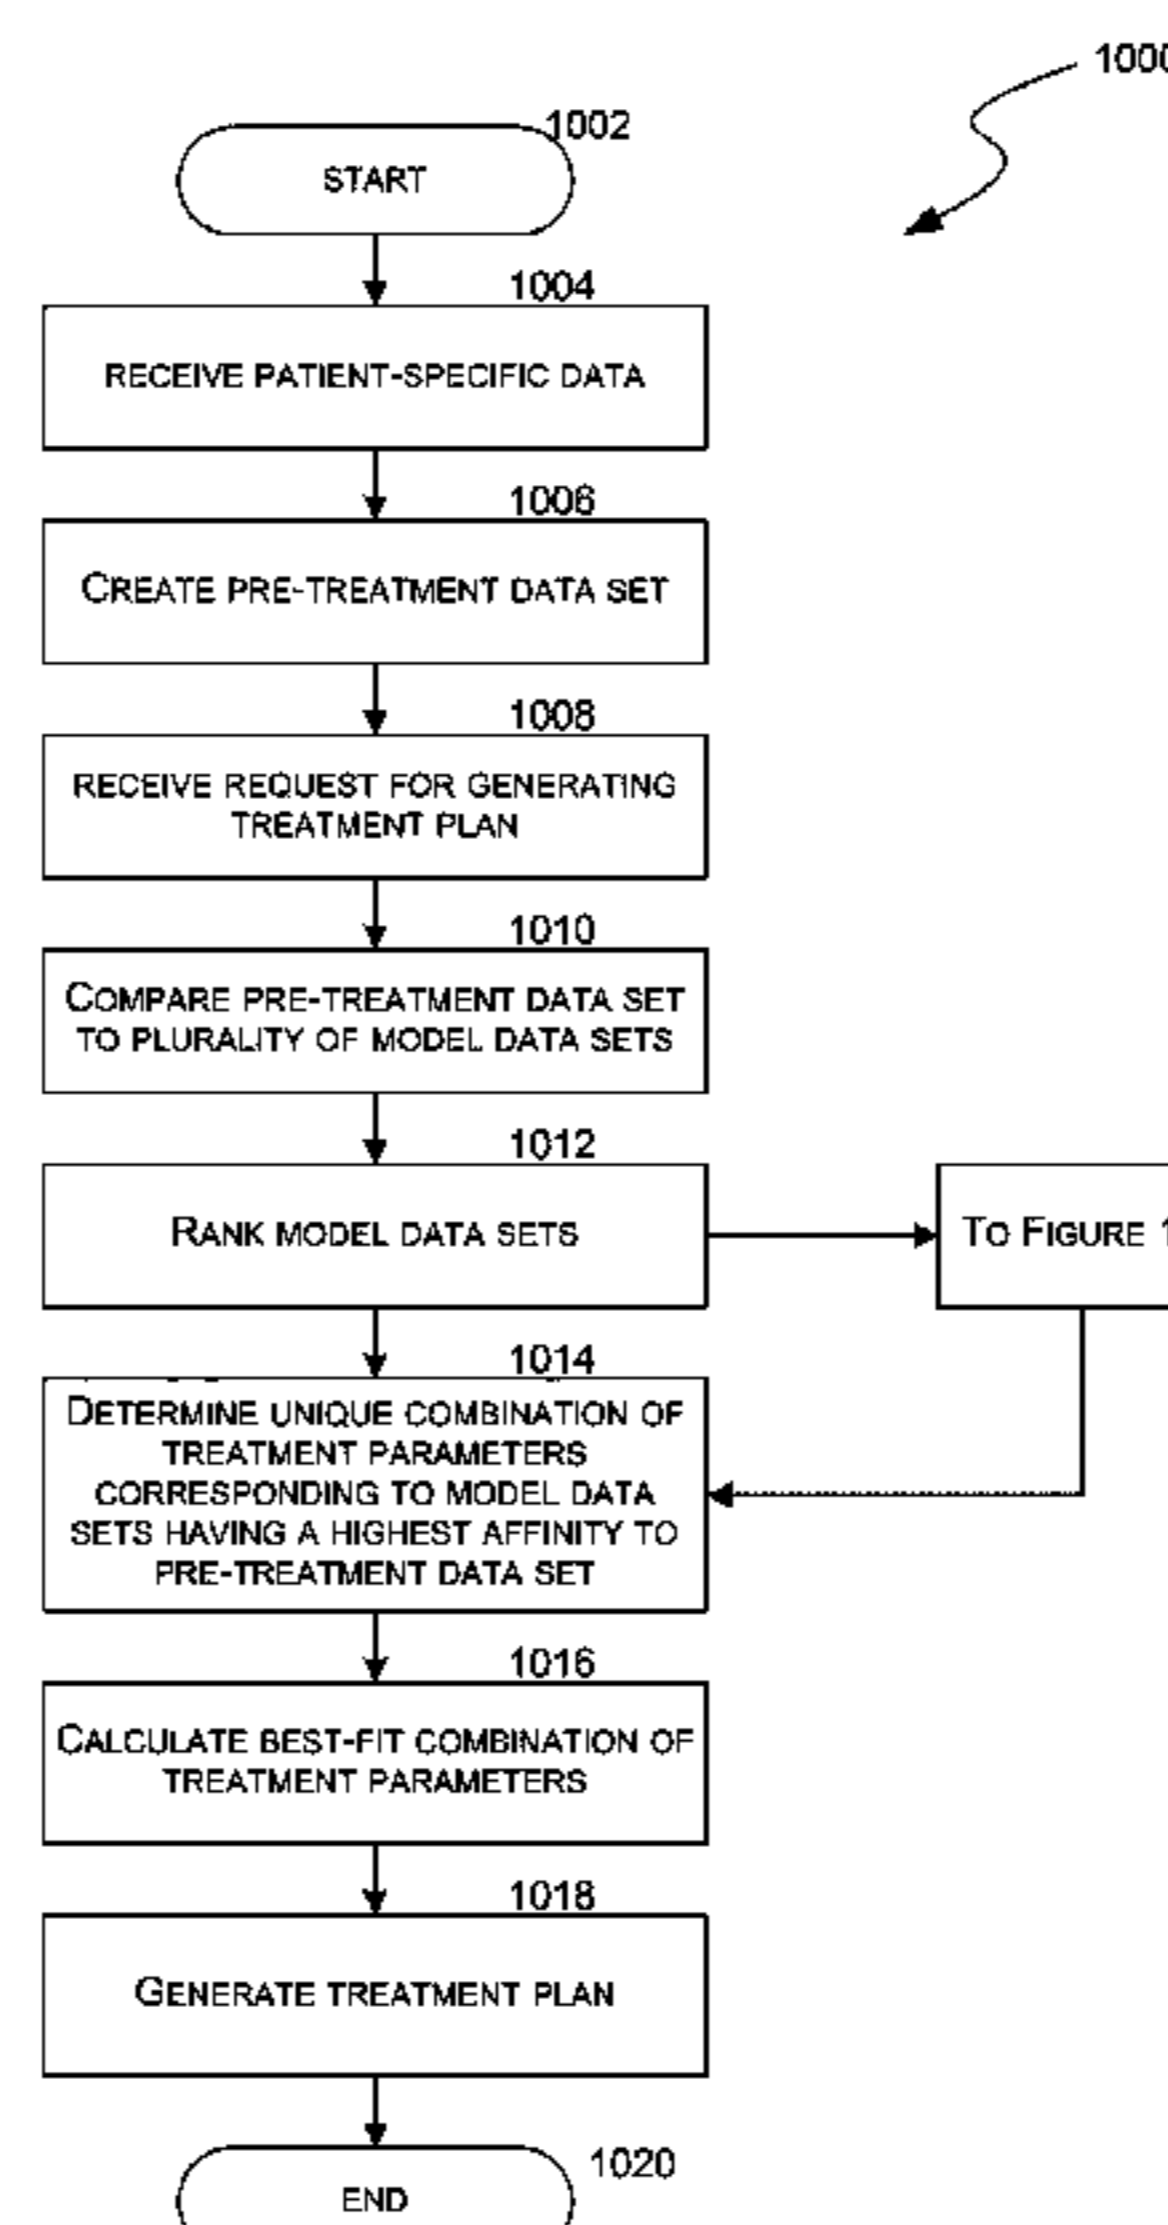 1000
1002
START
1004
RECEIVE PATIENT-SPECIFIC DATA
1006
CREATE PRE-TREATMENT DATA SET
1008
RECEIVE REQUEST FOR GENERATING
TREATMENT PLAN
1010
COMPARE PRE-TREATMENT DATA SET
TO PLURALITY OF MODEL DATA SETS
1012
RANK MODEL DATA SETS
TO FIGURE 1
1014
DETERMINE UNIQUE COMBINATION OF
TREATMENT PARAMETERS
CORRESPONDING TO MODEL DATA
SETS HAVING A HIGHEST AFFINITY TO
PRE-TREATMENT DATA SET
1016
CALCULATE BEST-FIT COMBINATION OF
TREATMENT PARAMETERS
1018
GENERATE TREATMENT PLAN
1020
END